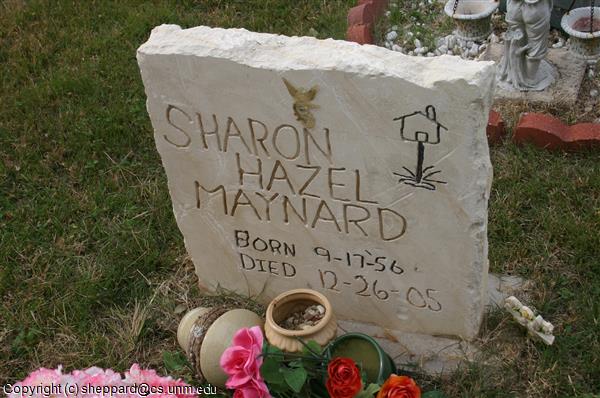 SHARON
HAZEL
MAYNARD
BORN 9-17-56
DIED 12-26-05
Copyright (c) sheppard@cs.unm.edu